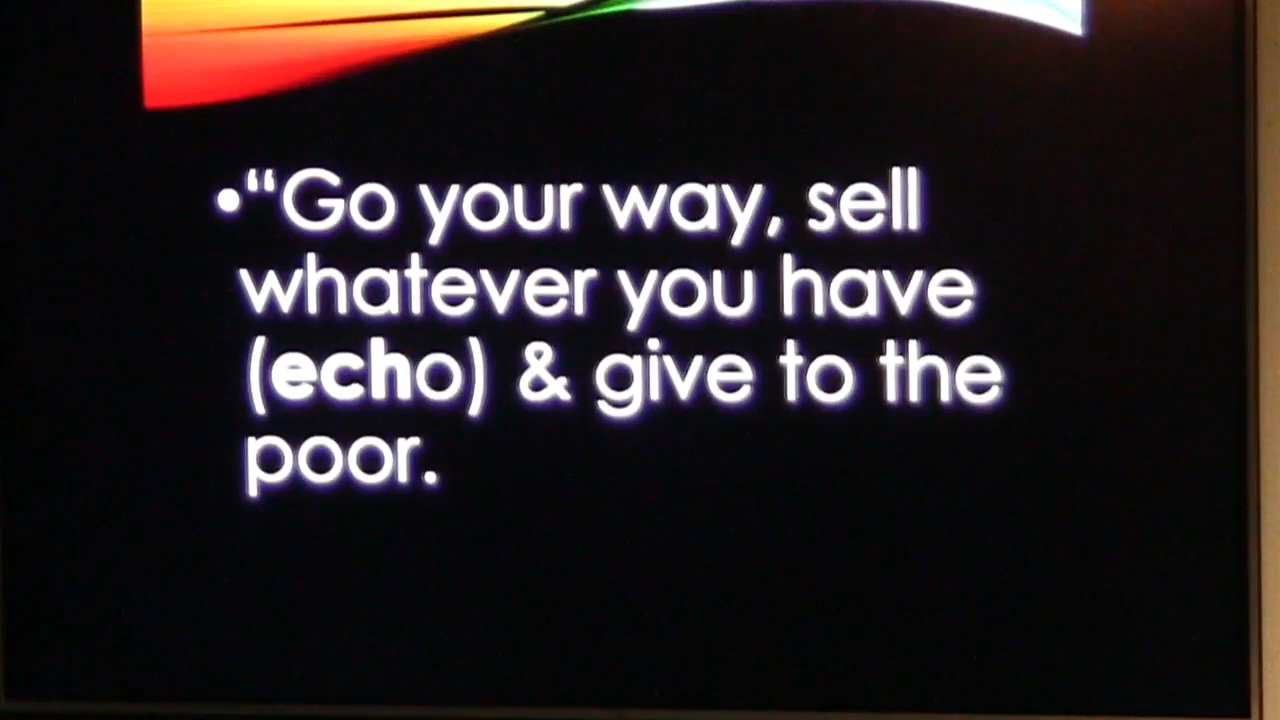 •“Go your way, sell
whatever you have
(echo) & give to the
poor.